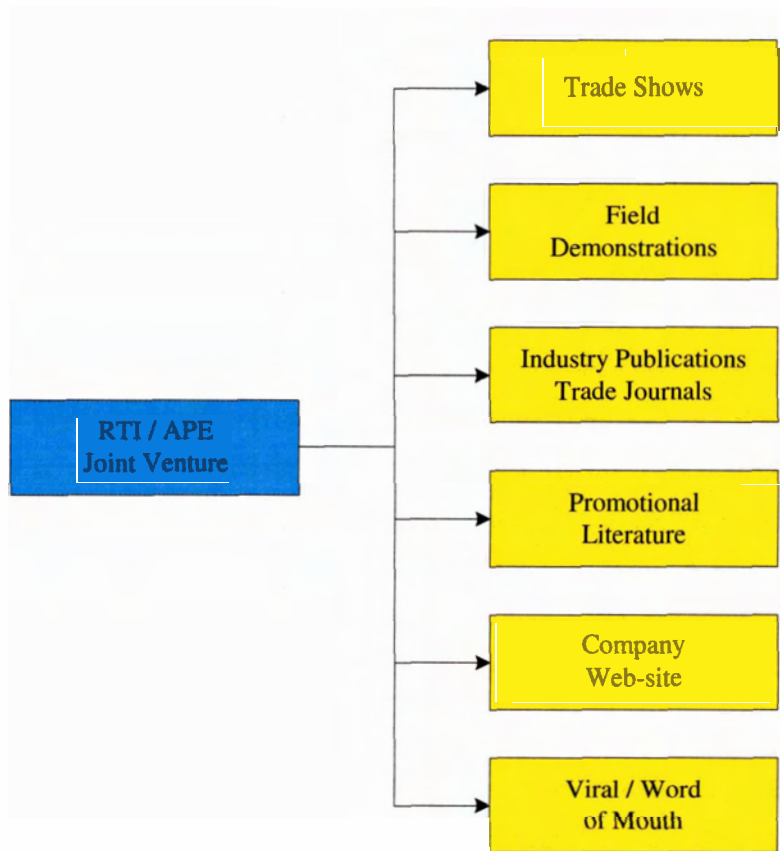 Trade Shows
Field
Demonstrations
Industry Publications
Trade Journals
RTI / APE
Joint Venture
Promotional
Literature
Company
Web-site
Viral / Word
of Mouth